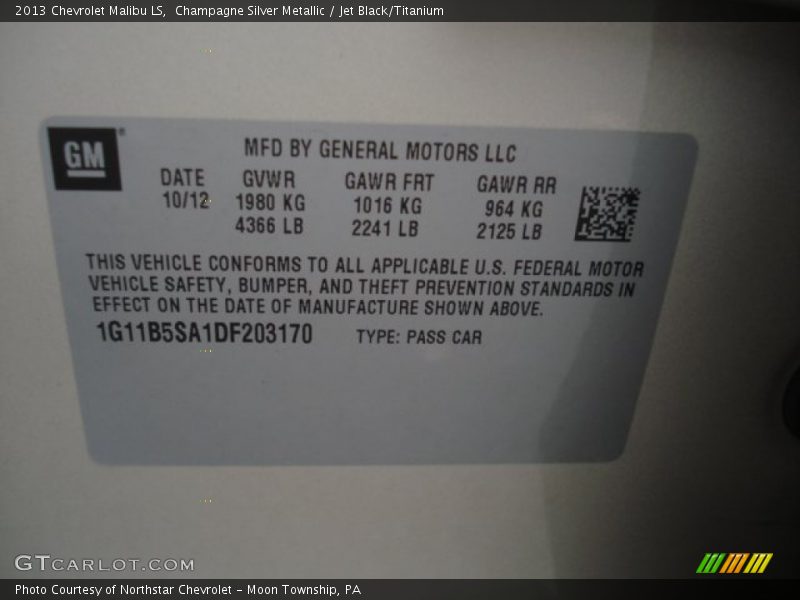 2013 Chevrolet Malibu LS,  Champagne Silver Metallic / Jet Black/Titanium
GM
MFD BY GENERAL MOTORS LLC
DATE GVWR GAWR FRT GAWR RR
10/12 1980 KG 1016 KG 964 KG
4366 LB 2241 LB 2125 LB
THIS VEHICLE CONFORMS TO ALL APPLICABLE U.S. FEDERAL MOTOR
VEHICLE SAFETY, BUMPER, AND THEFT PREVENTION STANDARDS IN
EFFECT ON THE DATE OF MANUFACTURE SHOWN ABOVE.
1G11B5SA1DF203170 TYPE: PASS CAR
GTCARLOT.COM
Photo Courtesy of Northstar Chevrolet - Moon Township, PA